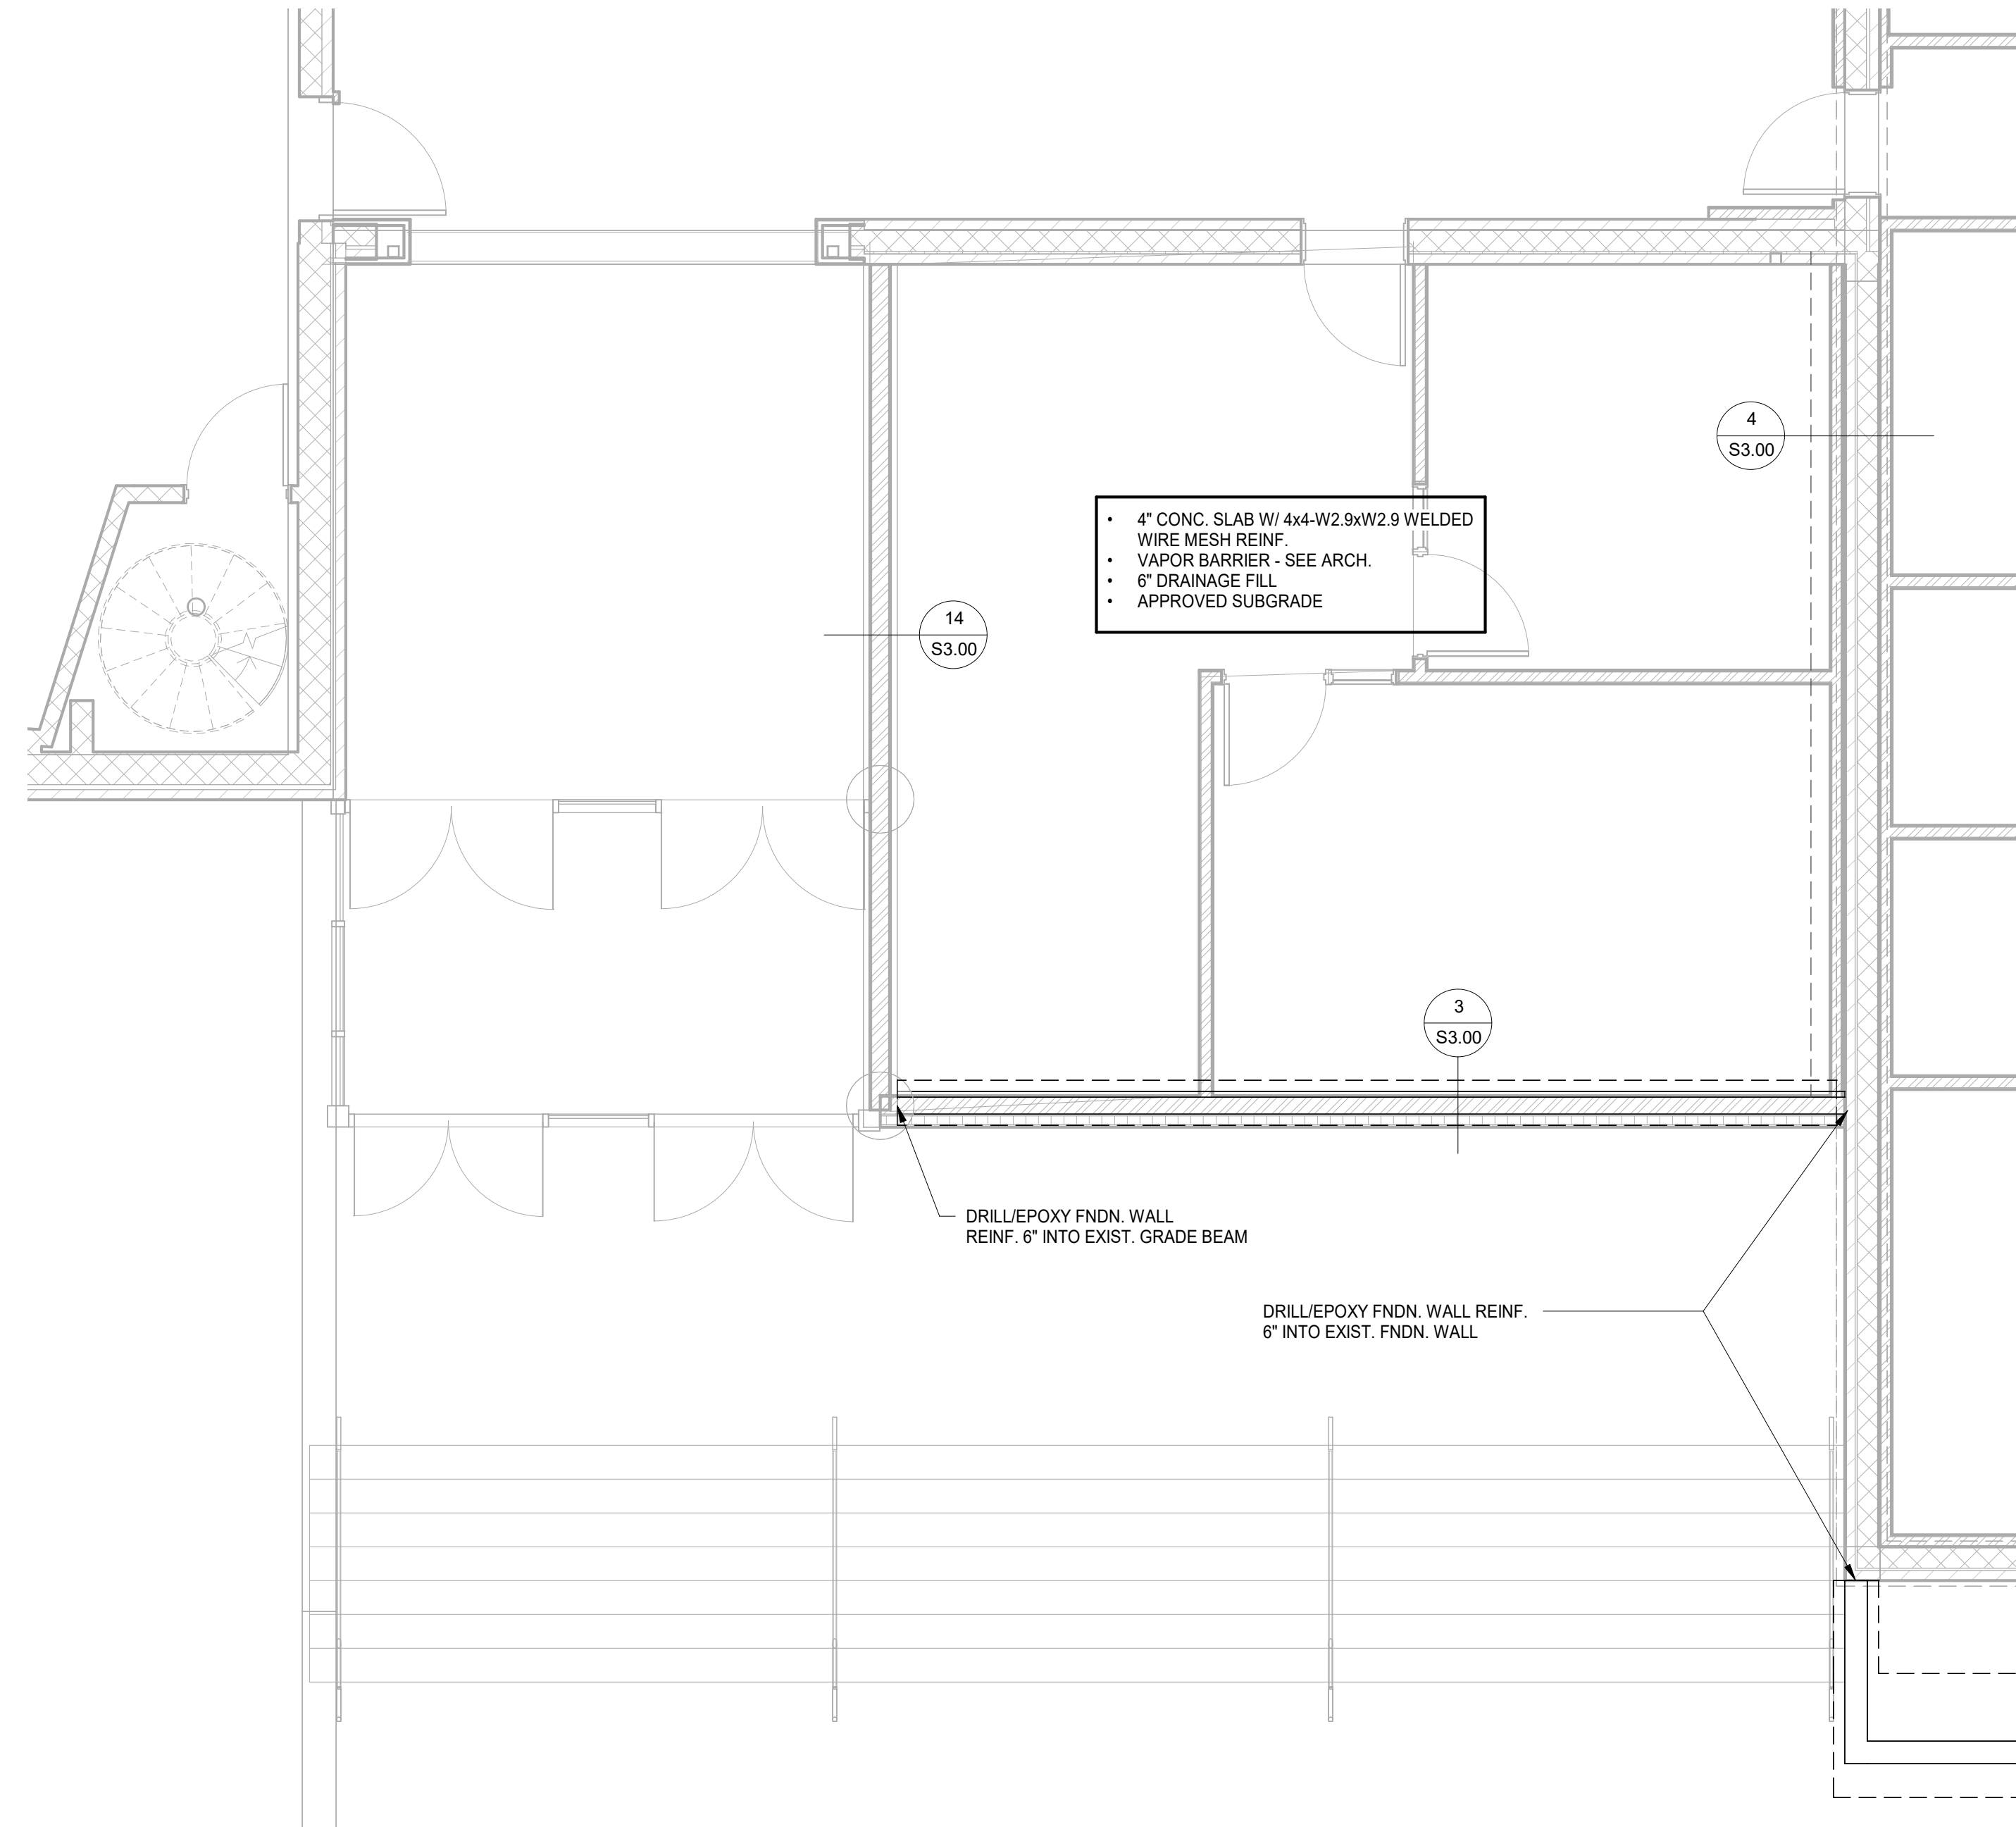 4
S3.00
• 4" CONC. SLAB W/ 4x4-W2.9xW2.9 WELDED
WIRE MESH REINF.
• VAPOR BARRIER - SEE ARCH.
• 6" DRAINAGE FILL
• APPROVED SUBGRADE
14
S3.00
3
S3.00
DRILL/EPOXY FNDN. WALL
REINF. 6" INTO EXIST. GRADE BEAM
DRILL/EPOXY FNDN. WALL REINF.
6" INTO EXIST. FNDN. WALL